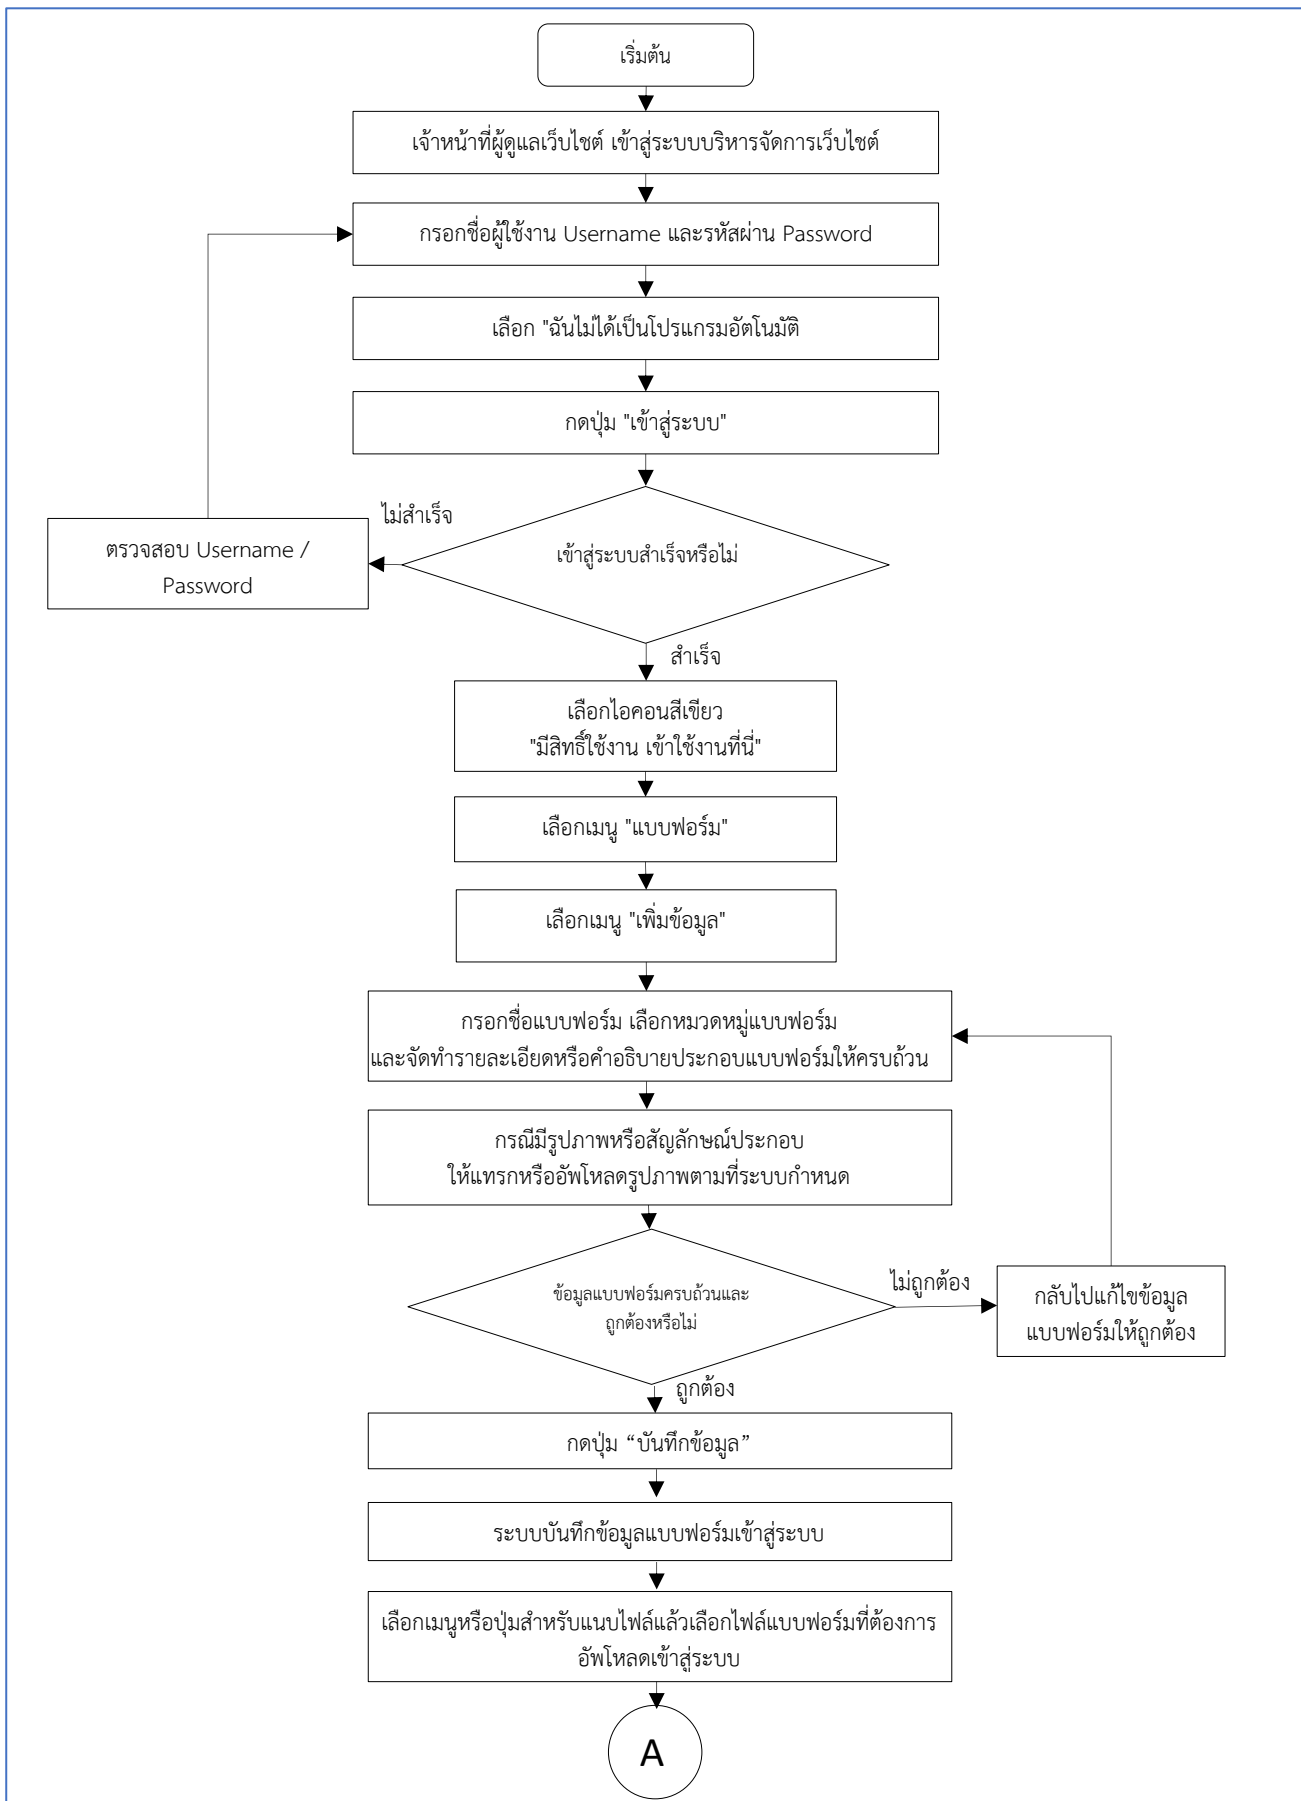 เริ่มต้น
เจ้าหน้าที่ผู้ดูแลเว็บไซต์ เข้าสู่ระบบบริหารจัดการเว็บไซต์
กรอกชื่อผู้ใช้งาน Username และรหัสผ่าน Password
เลือก "ฉันไม่ได้เป็นโปรแกรมอัตโนมัติ
กดปุ่ม "เข้าสู่ระบบ"
ไม่สำเร็จ
ตรวจสอบ Username /
Password
เข้าสู่ระบบสำเร็จหรือไม่
สำเร็จ
เลือกไอคอนสีเขียว
"มีสิทธิ์ใช้งาน เข้าใช้งานที่นี่"
เลือกเมนู "แบบฟอร์ม"
เลือกเมนู "เพิ่มข้อมูล"
กรอกชื่อแบบฟอร์ม เลือกหมวดหมู่แบบฟอร์ม
และจัดทำรายละเอียดหรือคำอธิบายประกอบแบบฟอร์มให้ครบถ้วน
กรณีมีรูปภาพหรือสัญลักษณ์ประกอบ
ให้แทรกหรืออัพโหลดรูปภาพตามที่ระบบกำหนด
ข้อมูลแบบฟอร์มครบถ้วนและ
ถูกต้องหรือไม่
ไม่ถูกต้อง
กลับไปแก้ไขข้อมูล
แบบฟอร์มให้ถูกต้อง
ถูกต้อง
กดปุ่ม “บันทึกข้อมูล”
ระบบบันทึกข้อมูลแบบฟอร์มเข้าสู่ระบบ
เลือกเมนูหรือปุ่มสำหรับแนบไฟล์แล้วเลือกไฟล์แบบฟอร์มที่ต้องการ
อัพโหลดเข้าสู่ระบบ
A